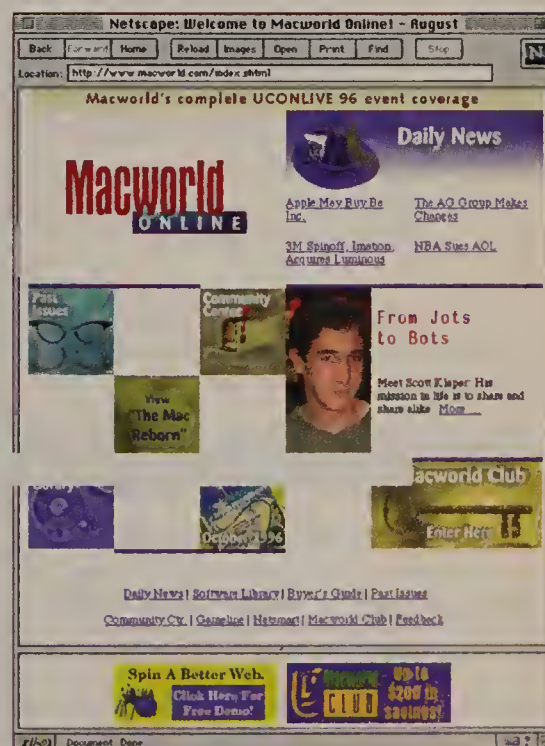 Netscape: Welcome to Macworld Online! - August
Back Forward Home Reload Images Open Print Find Stop
N
Location: http://www.macworld.com/index.shtml
Macworld's complete UCONLIVE 96 event coverage
Macworld
ONLINE
Daily News
Apple May Buy Be
Inc.
The AG Group Makes
Changes
3M Spinoff, Imation,
Acquires Luminous
NBA Sues AOL
Past
Issues
Community
Center
View
"The Mac
Reborn"
From Jots
to Bots
Meet Scott Kleper. His
mission in life is to share and
share alike. More ...
October 1996
acworld Club
Enter Here
Daily News | Software Library | Buyer's Guide | Past Issues
Community Ctr. | Gameline | Netsmart | Macworld Club | Feedback
Spin A Better Web.
Click Here For
Free Demo!
Macworld
CLUB
Up to
$200 in
savings!
Document: Done